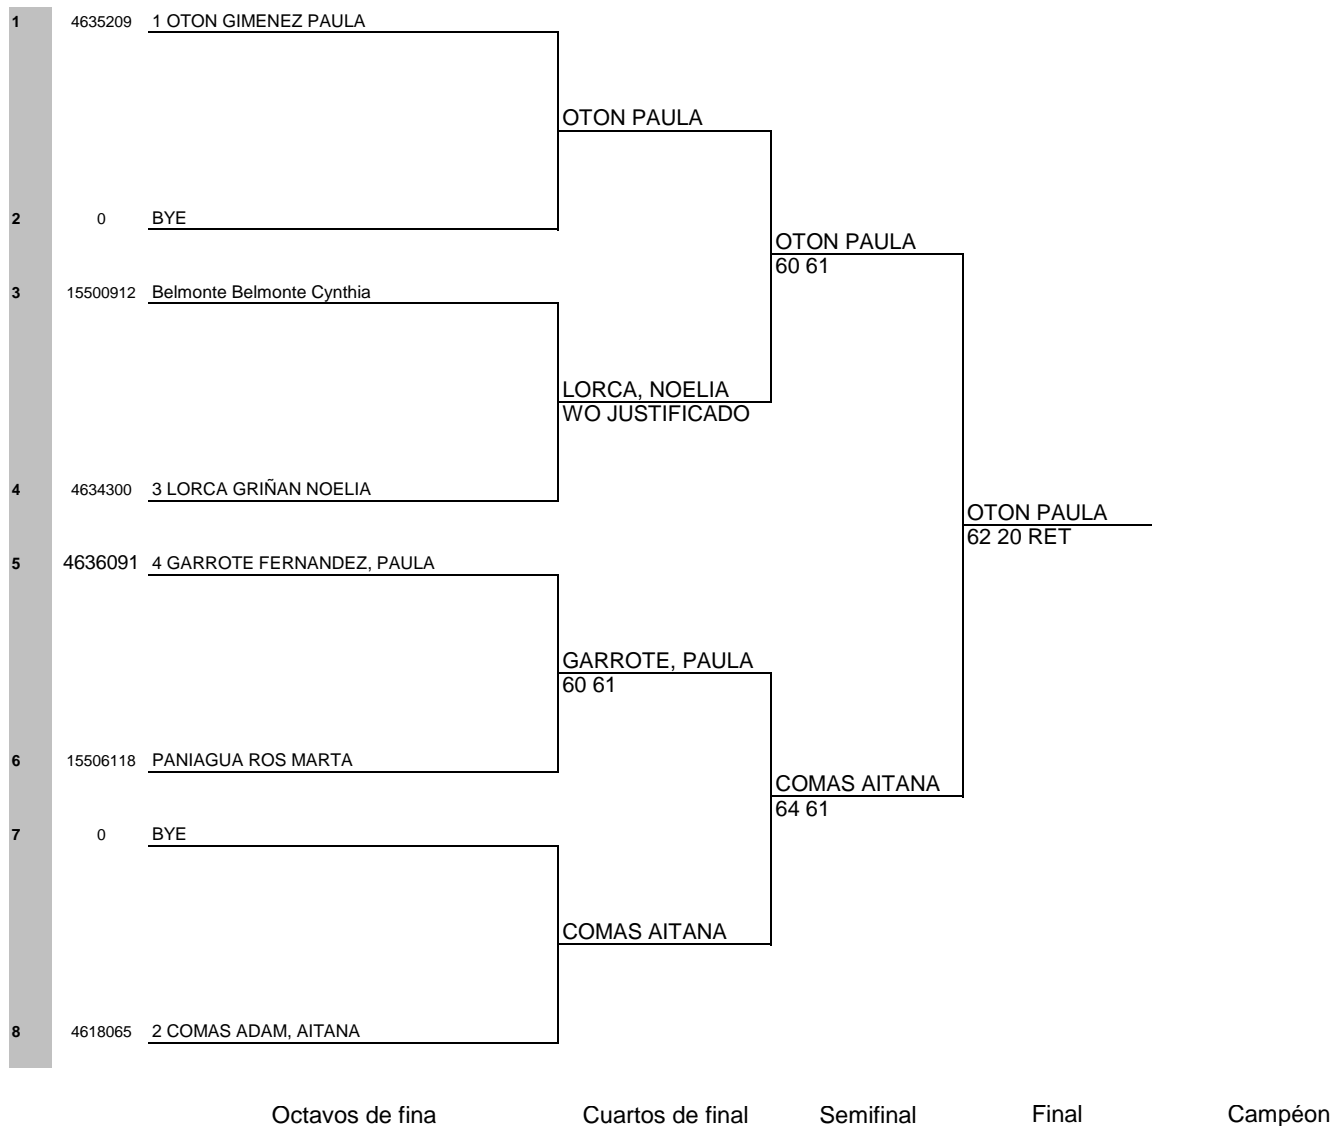 1 4635209 1 OTON GIMENEZ PAULA
OTON PAULA
2 0 BYE
OTON PAULA
60 61
3 15500912 Belmonte Belmonte Cynthia
LORCA, NOELIA
WO JUSTIFICADO
4 4634300 3 LORCA GRIÑAN NOELIA
OTON PAULA
62 20 RET
5 4636091 4 GARROTE FERNANDEZ, PAULA
GARROTE, PAULA
60 61
6 15506118 PANIAGUA ROS MARTA
COMAS AITANA
64 61
7 0 BYE
COMAS AITANA
8 4618065 2 COMAS ADAM, AITANA
Octavos de fina Cuartos de final Semifinal Final Campéon